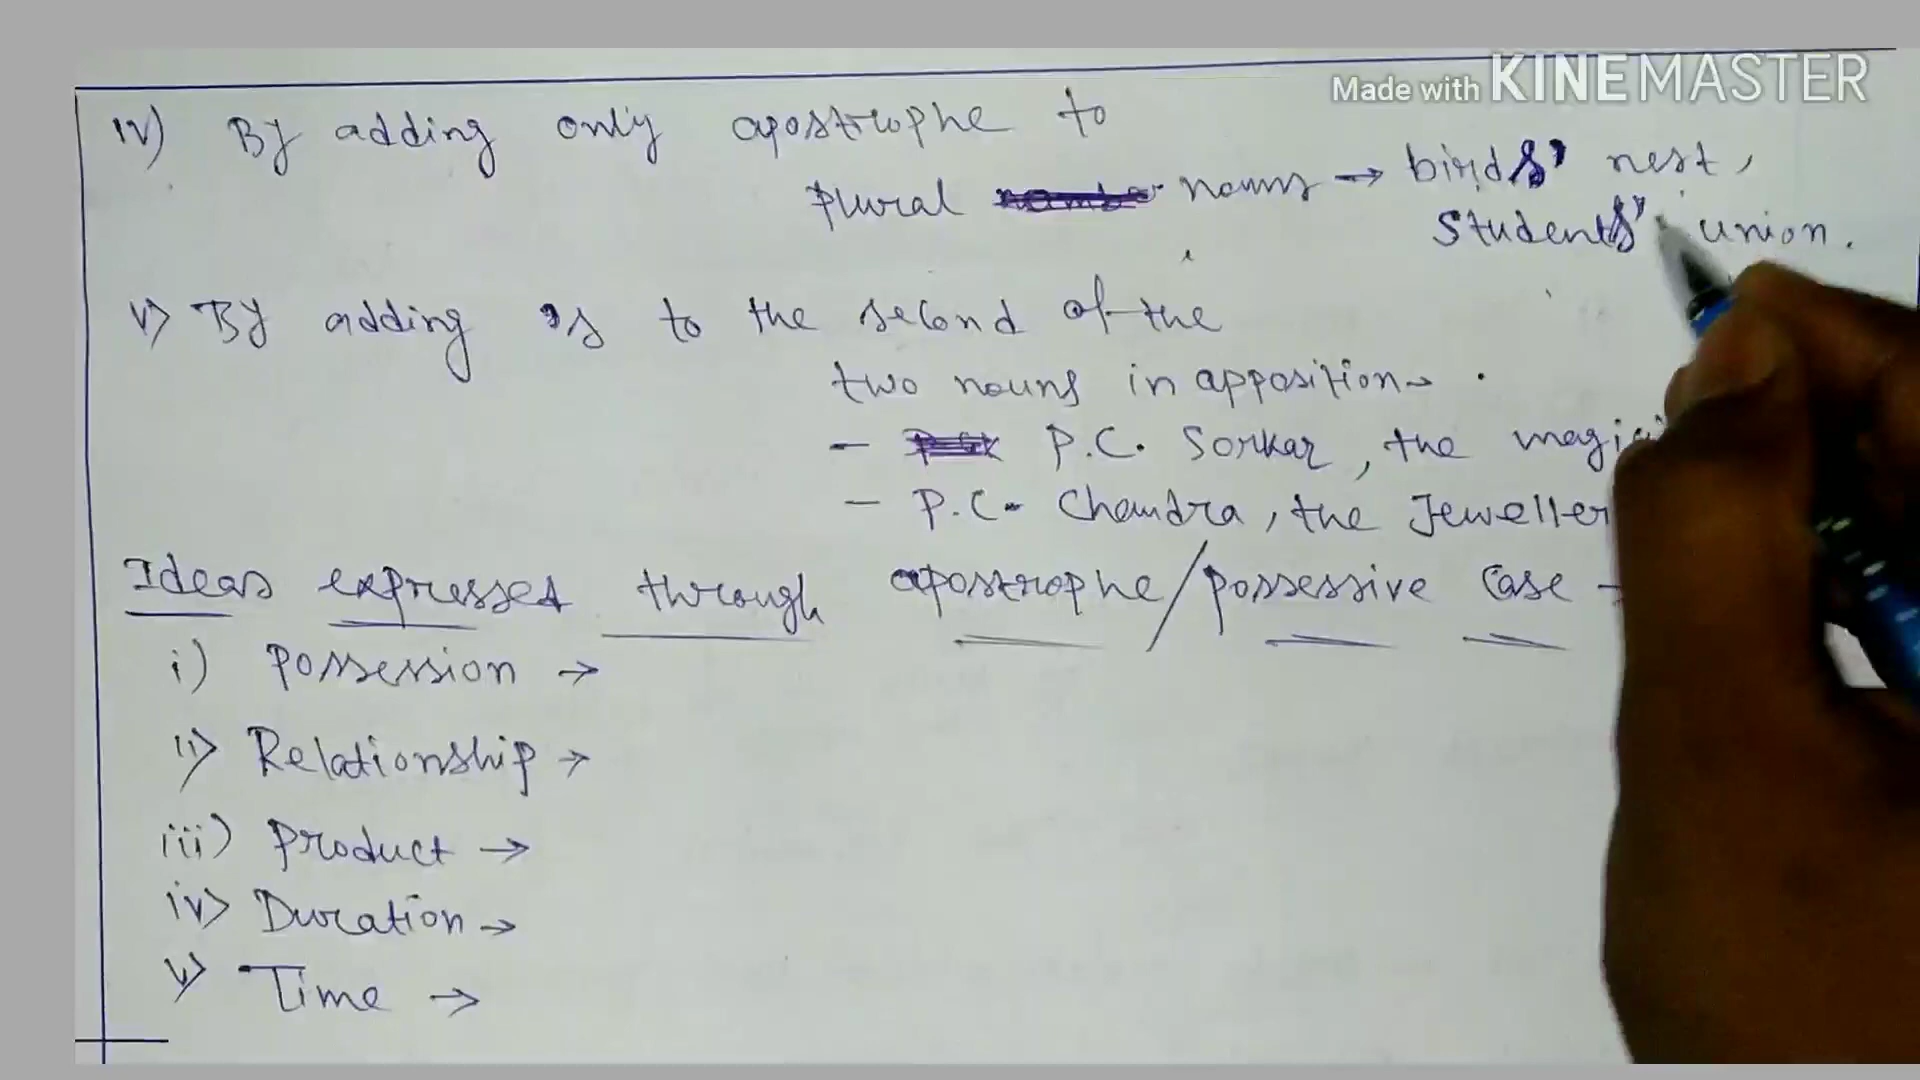 Made with KINEMASTER
iv) By adding only apostrophe to
plural nouns → birds' nest,
students' union.
v) By adding 's to the second of the
two nouns in apposition→
- P.C. Sorkar, the
- P.C. Chandra, the Jeweller
Ideas expressed through apostrophe/possessive case -
i) Possession →
ii) Relationship →
iii) Product →
iv) Duration →
v) Time →